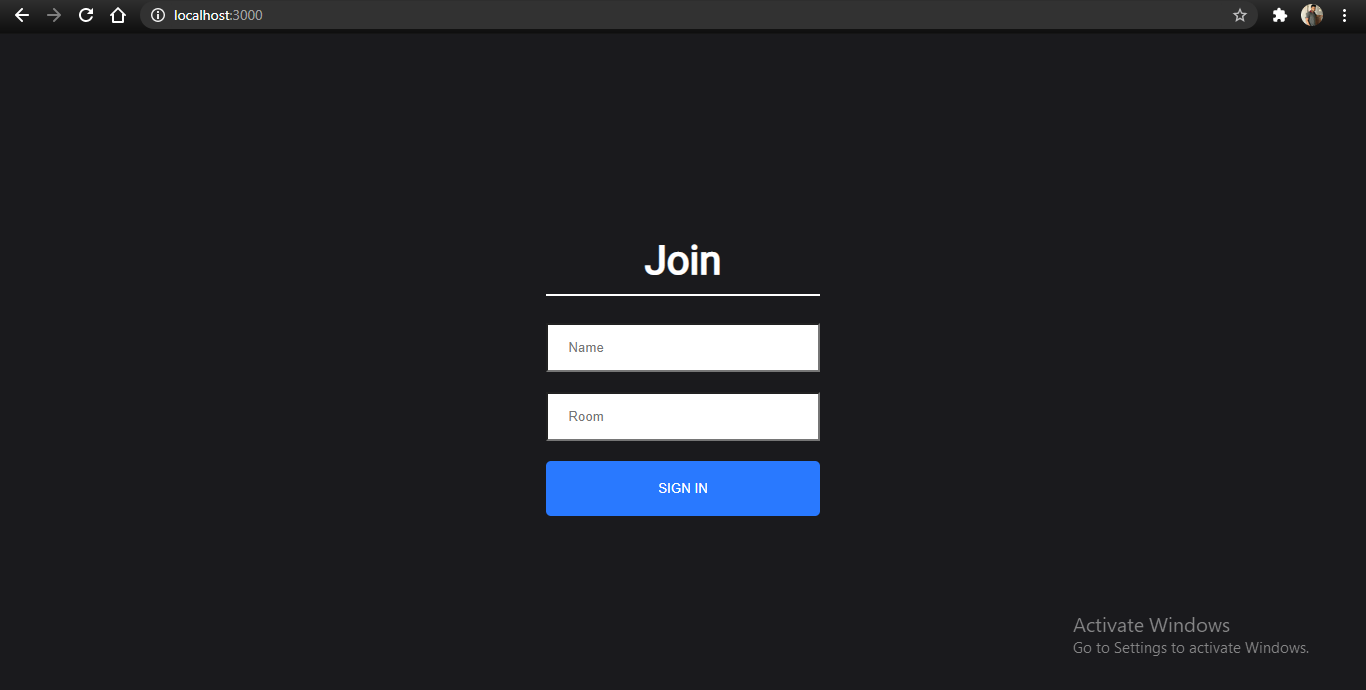 localhost:3000
Join
Name
Room
SIGN IN
Activate Windows
Go to Settings to activate Windows.